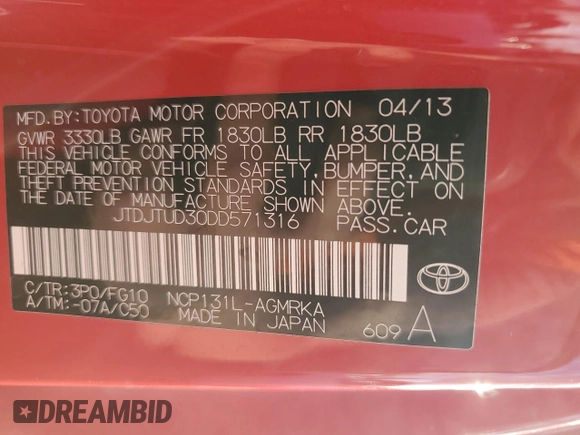 MFD.BY:TOYOTA MOTOR CORPORATION 04/13
GVWR 3330LB GAWR FR 1830LB RR 1830LB
THIS VEHICLE CONFORMS TO ALL APPLICABLE
FEDERAL MOTOR VEHICLE SAFETY, BUMPER, AND
THEFT PREVENTION STANDARDS IN EFFECT ON
THE DATE OF MANUFACTURE SHOWN ABOVE.
JTDJTUD30DD571316 PASS.CAR
C/TR:3P0/FG10 NCP131L-AGMRKA
A/TM:-07A/C50 MADE IN JAPAN
609 A
DREAMBID